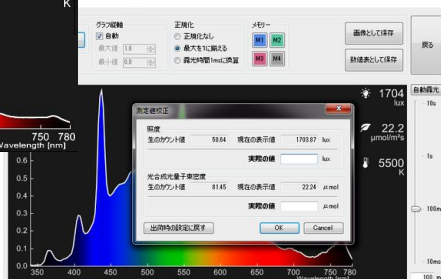 K
グラフ縦軸
自動
最大値 1.0
最小値 0.0
正規化
正規化なし
最大を1に揃える
露光時間1msに換算
メモリー
M1 M2
M3 M4
画像として保存
数値表として保存
戻る
750 780
Wavelength [nm]
測定値校正
照度
生のカウント値 58.64 現在の表示値 1703.87 lux
実際の値 lux
光合成光量子束密度
生のカウント値 81.45 現在の表示値 22.24 μmol
実際の値 μmol
出荷時の設定に戻す OK Cancel
1704
lux
22.2
μmol/m²s
5500
K
自動露光
10s
1s
100ms
10ms
100
0.6
0.5
0.4
0.3
0.2
0.1
0.0
350 400 450 500 550 600 650 700 750 780